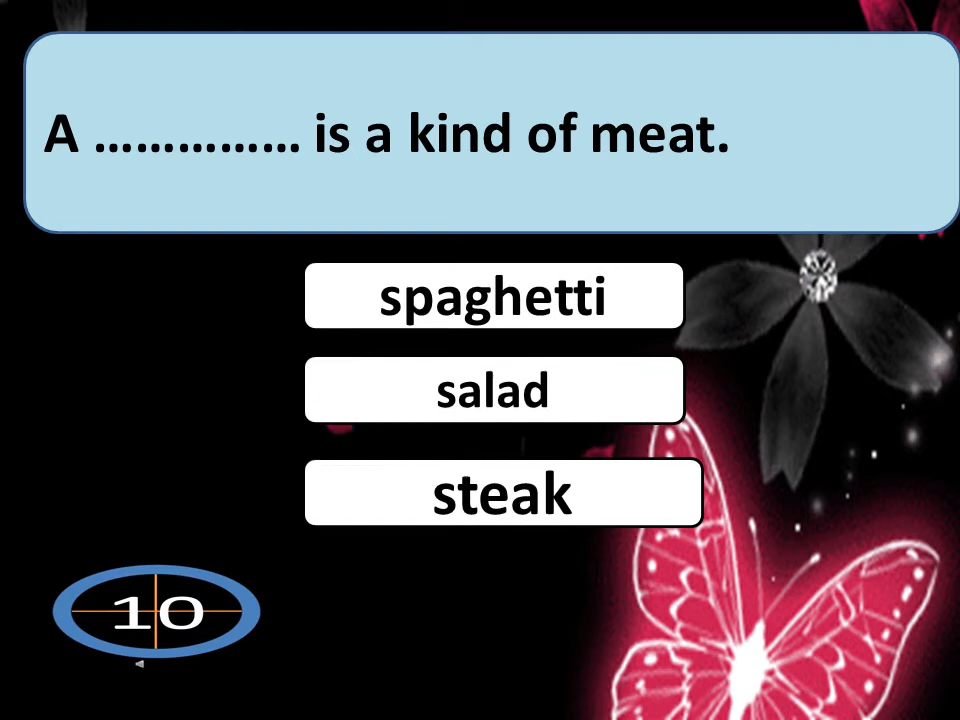 A …………… is a kind of meat.
spaghetti
salad
steak
10